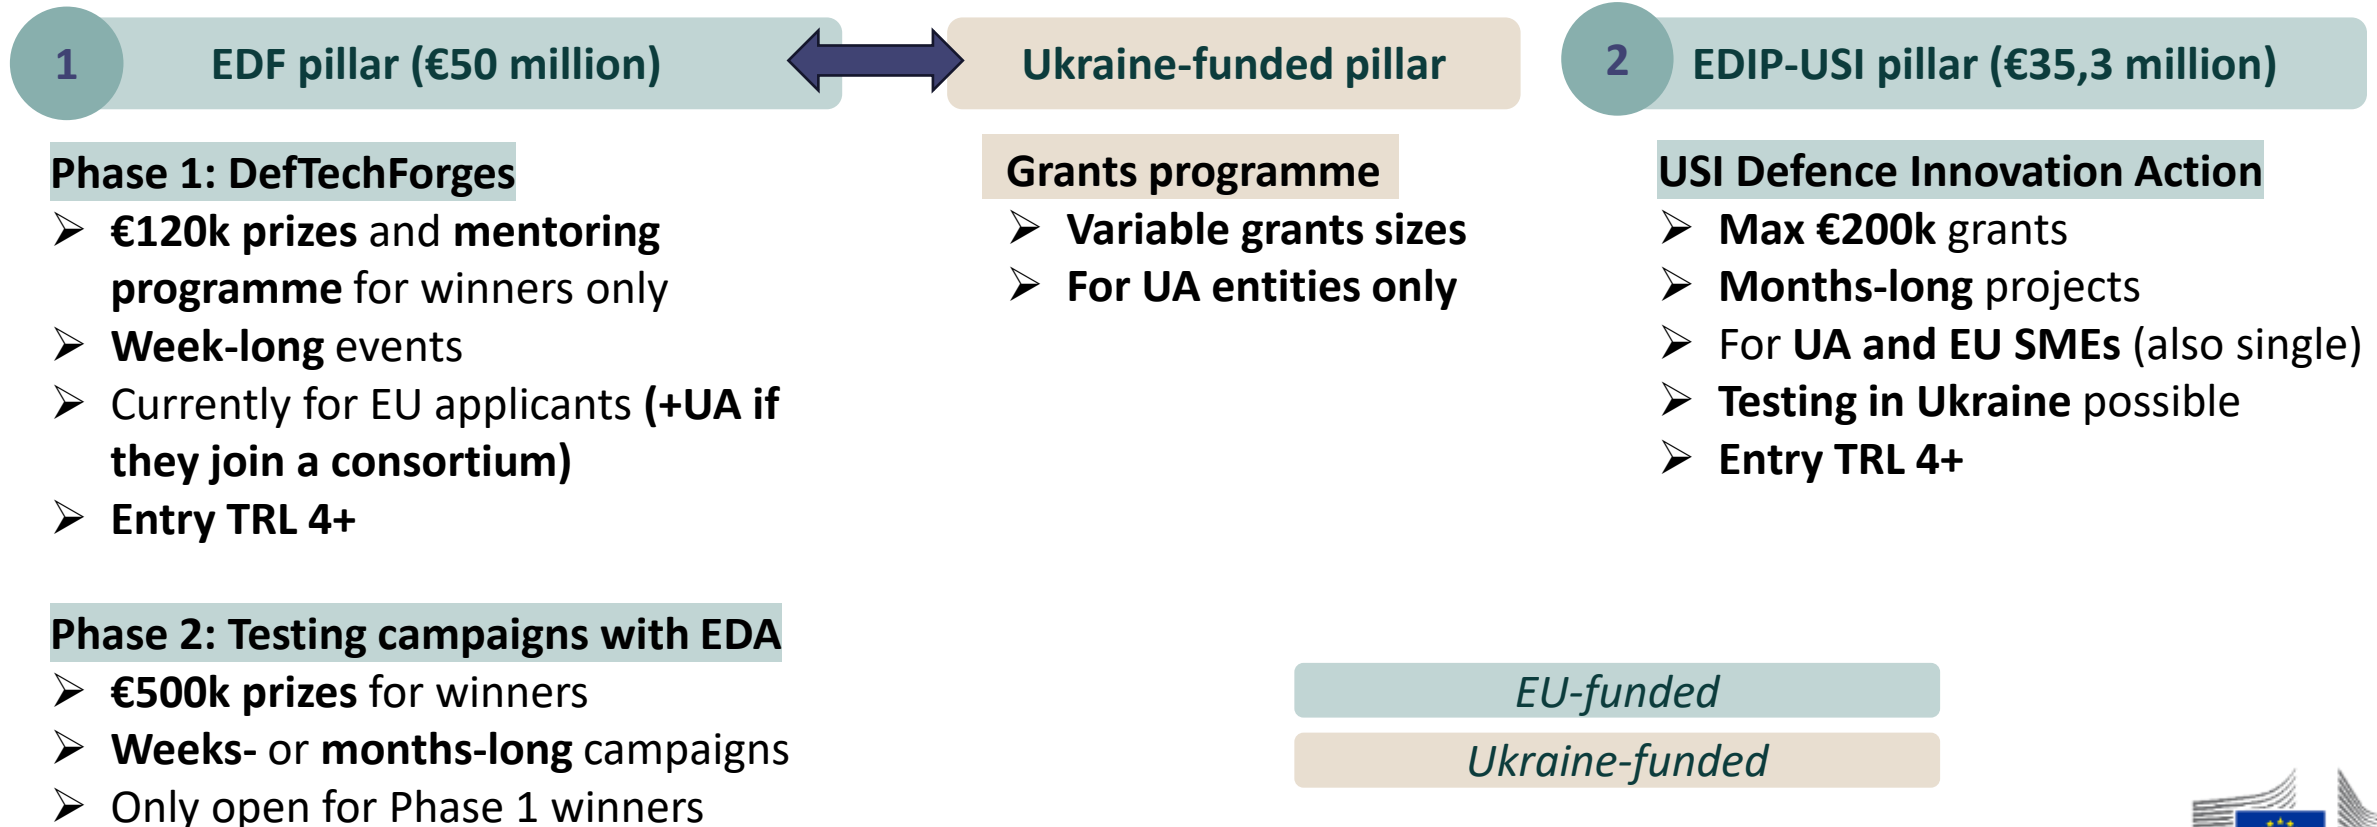 1
EDF pillar (€50 million)
Phase 1: DefTechForges
➢ €120k prizes and mentoring
programme for winners only
➢ Week-long events
➢ Currently for EU applicants (+UA if
they join a consortium)
➢ Entry TRL 4+
Phase 2: Testing campaigns with EDA
➢ €500k prizes for winners
➢ Weeks- or months-long campaigns
➢ Only open for Phase 1 winners
Ukraine-funded pillar
Grants programme
➢ Variable grants sizes
➢ For UA entities only
2
EDIP-USI pillar (€35,3 million)
USI Defence Innovation Action
➢ Max €200k grants
➢ Months-long projects
➢ For UA and EU SMEs (also single)
➢ Testing in Ukraine possible
➢ Entry TRL 4+
EU-funded
Ukraine-funded